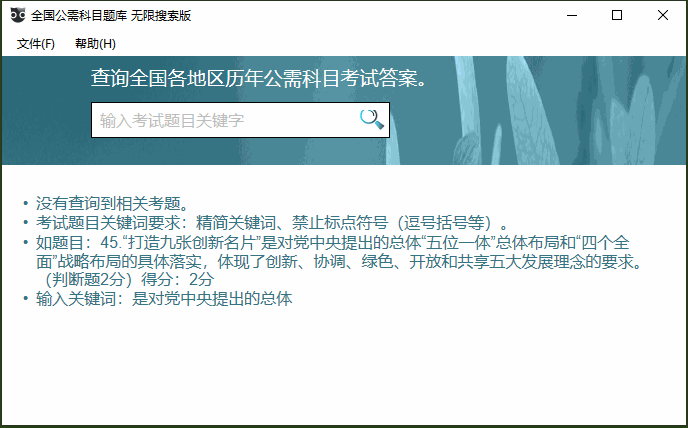 全国公需科目题库 无限搜索版
文件(F) 帮助(H)
查询全国各地区历年公需科目考试答案。
输入考试题目关键字
• 没有查询到相关考题。
• 考试题目关键词要求：精简关键词、禁止标点符号（逗号括号等）。
• 如题目：45.“打造九张创新名片”是对党中央提出的总体“五位一体”总体布局和“四个全
面”战略布局的具体落实，体现了创新、协调、绿色、开放和共享五大发展理念的要求。
（判断题2分）得分：2分
• 输入关键词：是对党中央提出的总体